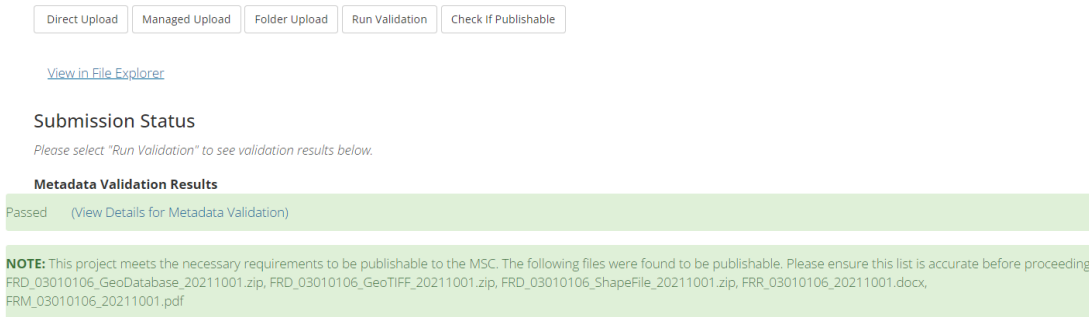 Direct Upload Managed Upload Folder Upload Run Validation Check If Publishable
View in File Explorer
Submission Status
Please select "Run Validation" to see validation results below.
Metadata Validation Results
Passed (View Details for Metadata Validation)
NOTE: This project meets the necessary requirements to be publishable to the MSC. The following files were found to be publishable. Please ensure this list is accurate before proceeding
FRD_03010106_GeoDatabase_20211001.zip, FRD_03010106_GeoTIFF_20211001.zip, FRD_03010106_ShapeFile_20211001.zip, FRR_03010106_20211001.docx,
FRM_03010106_20211001.pdf